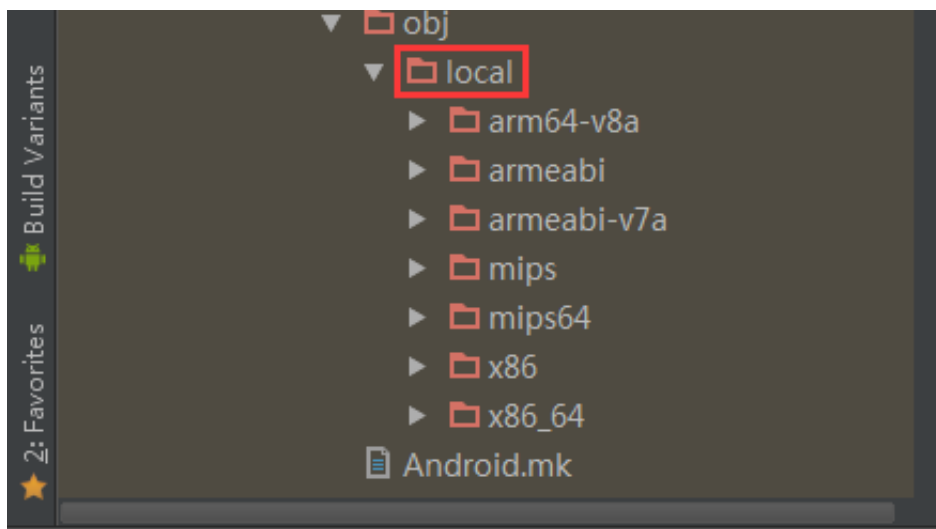 obj
local
arm64-v8a
armeabi
armeabi-v7a
mips
mips64
x86
x86_64
Android.mk
Build Variants
2: Favorites